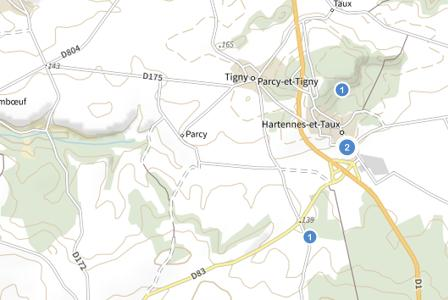 Taux
D804
165
143
D175
Tigny
Parcy-et-Tigny
1
mbœuf
Hartennes-et-Taux
Parcy
2
139
1
D172
D83
D1